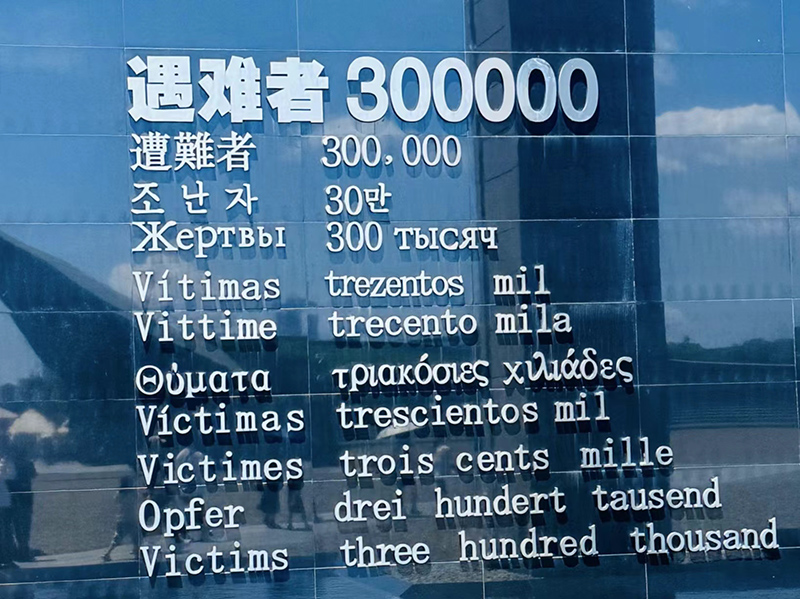 遇难者 300000
遭難者 300,000
조난자 30만
Жертвы 300 тысяч
Vítimas trezentos mil
Vittime trecento mila
Θύματα τριακόσιες χιλιάδες
Víctimas trescientos mil
Victimes trois cents mille
Opfer drei hundert tausend
Victims three hundred thousand